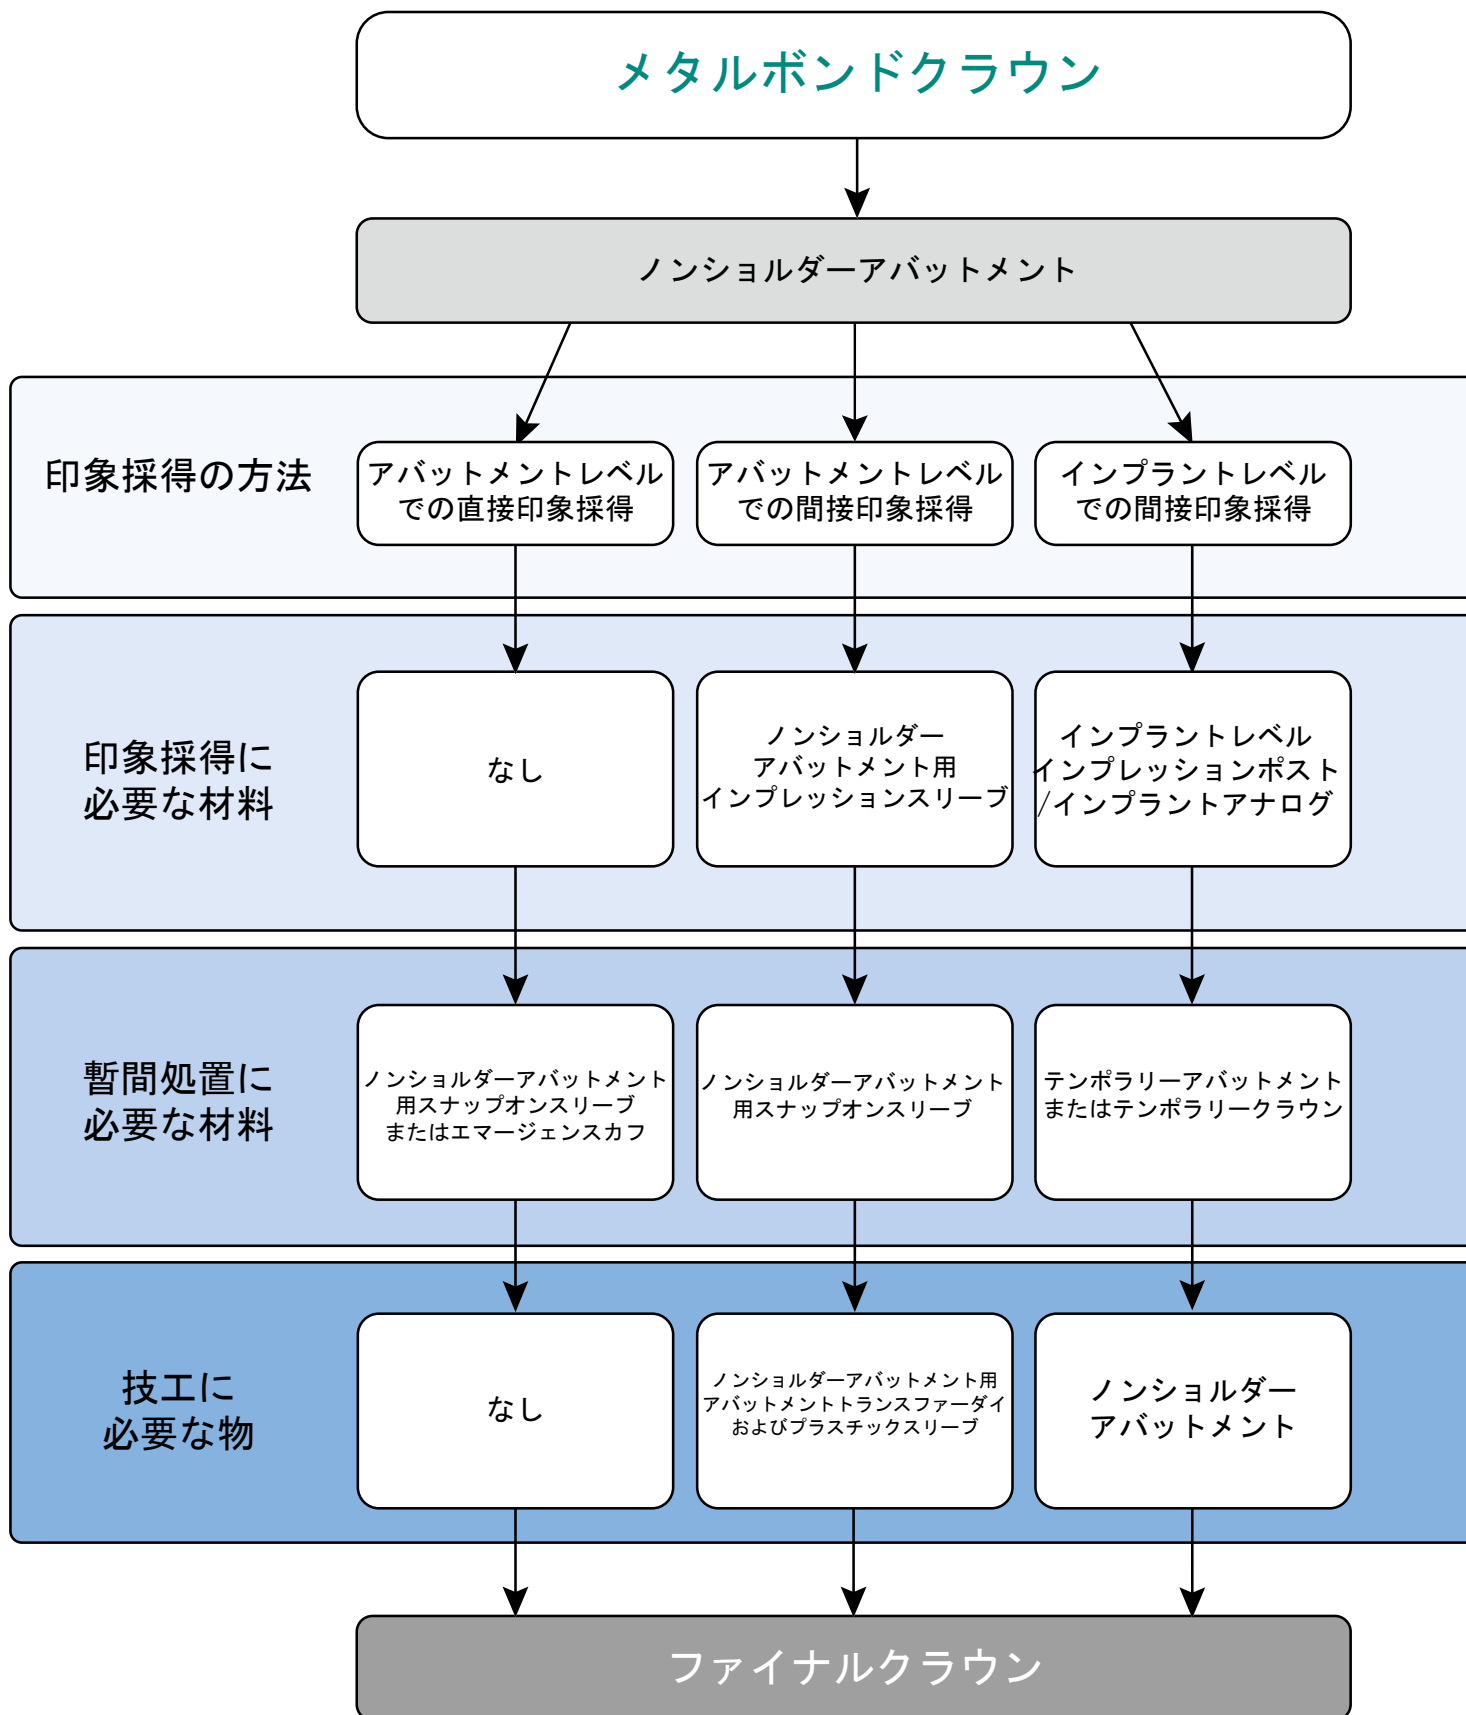 メタルボンドクラウン
ノンショルダーアバットメント
印象採得の方法
アバットメントレベル
での直接印象採得
アバットメントレベル
での間接印象採得
インプラントレベル
での間接印象採得
印象採得に
必要な材料
なし
ノンショルダー
アバットメント用
インプレッションスリーブ
インプラントレベル
インプレッションポスト
/インプラントアナログ
暫間処置に
必要な材料
ノンショルダーアバットメント
用スナップオンスリーブ
またはエマージェンスカフ
ノンショルダーアバットメント
用スナップオンスリーブ
テンポラリーアバットメント
またはテンポラリークラウン
技工に
必要な物
なし
ノンショルダーアバットメント用
アバットメントトランスファーダイ
およびプラスチックスリーブ
ノンショルダー
アバットメント
ファイナルクラウン